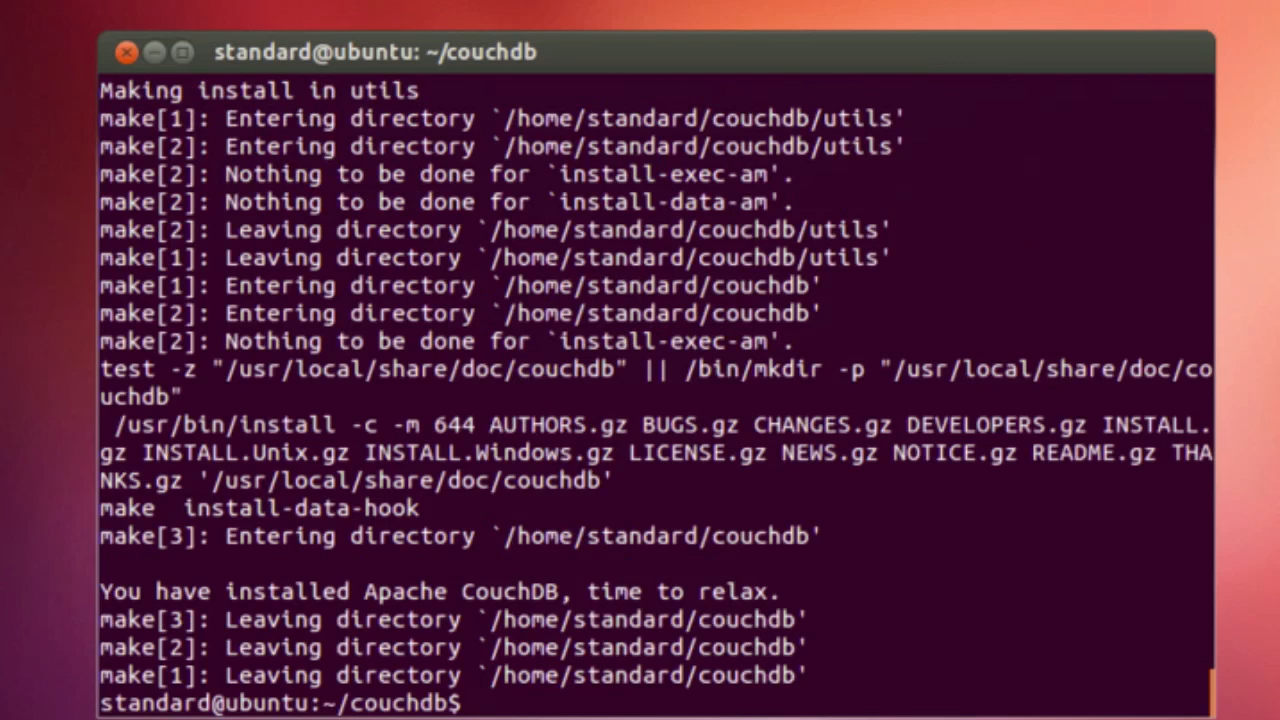 standard@ubuntu: ~/couchdb
Making install in utils
make[1]: Entering directory `/home/standard/couchdb/utils'
make[2]: Entering directory `/home/standard/couchdb/utils'
make[2]: Nothing to be done for `install-exec-am'.
make[2]: Nothing to be done for `install-data-am'.
make[2]: Leaving directory `/home/standard/couchdb/utils'
make[1]: Leaving directory `/home/standard/couchdb/utils'
make[1]: Entering directory `/home/standard/couchdb'
make[2]: Entering directory `/home/standard/couchdb'
make[2]: Nothing to be done for `install-exec-am'.
test -z "/usr/local/share/doc/couchdb" || /bin/mkdir -p "/usr/local/share/doc/co
uchdb"
 /usr/bin/install -c -m 644 AUTHORS.gz BUGS.gz CHANGES.gz DEVELOPERS.gz INSTALL.
gz INSTALL.Unix.gz INSTALL.Windows.gz LICENSE.gz NEWS.gz NOTICE.gz README.gz THA
NKS.gz '/usr/local/share/doc/couchdb'
make  install-data-hook
make[3]: Entering directory `/home/standard/couchdb'
You have installed Apache CouchDB, time to relax.
make[3]: Leaving directory `/home/standard/couchdb'
make[2]: Leaving directory `/home/standard/couchdb'
make[1]: Leaving directory `/home/standard/couchdb'
standard@ubuntu:~/couchdb$